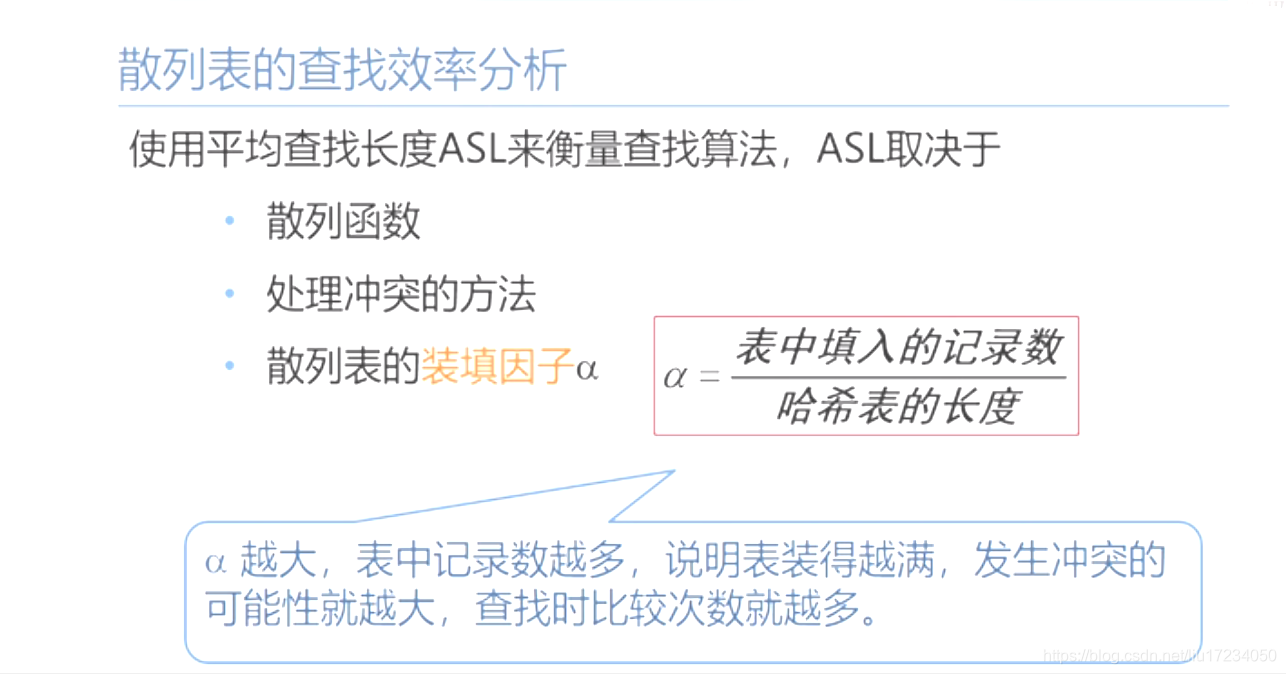 散列表的查找效率分析
使用平均查找长度ASL来衡量查找算法，ASL取决于
• 散列函数
• 处理冲突的方法
• 散列表的装填因子α
α = 表中填入的记录数
哈希表的长度
α 越大，表中记录数越多，说明表装得越满，发生冲突的
可能性就越大，查找时比较次数就越多。
https://blog.csdn.net/liu17234050